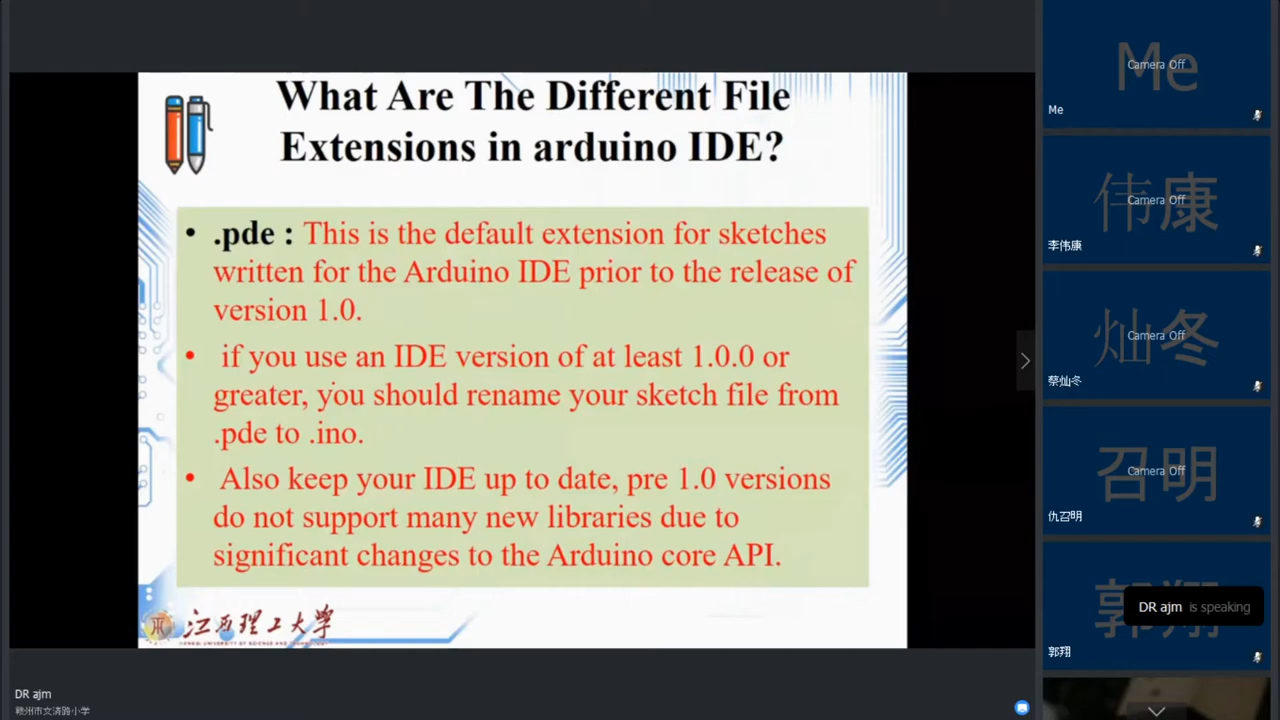 What Are The Different File
Extensions in arduino IDE?
• .pde : This is the default extension for sketches
written for the Arduino IDE prior to the release of
version 1.0.
• if you use an IDE version of at least 1.0.0 or
greater, you should rename your sketch file from
.pde to .ino.
• Also keep your IDE up to date, pre 1.0 versions
do not support many new libraries due to
significant changes to the Arduino core API.
江西理工大学
DR ajm
赣州市文清路小学
Me
Camera Off
Me
伟康
Camera Off
李伟康
灿冬
Camera Off
蔡灿冬
召明
Camera Off
仇召明
郭翔
DR ajm is speaking
郭翔